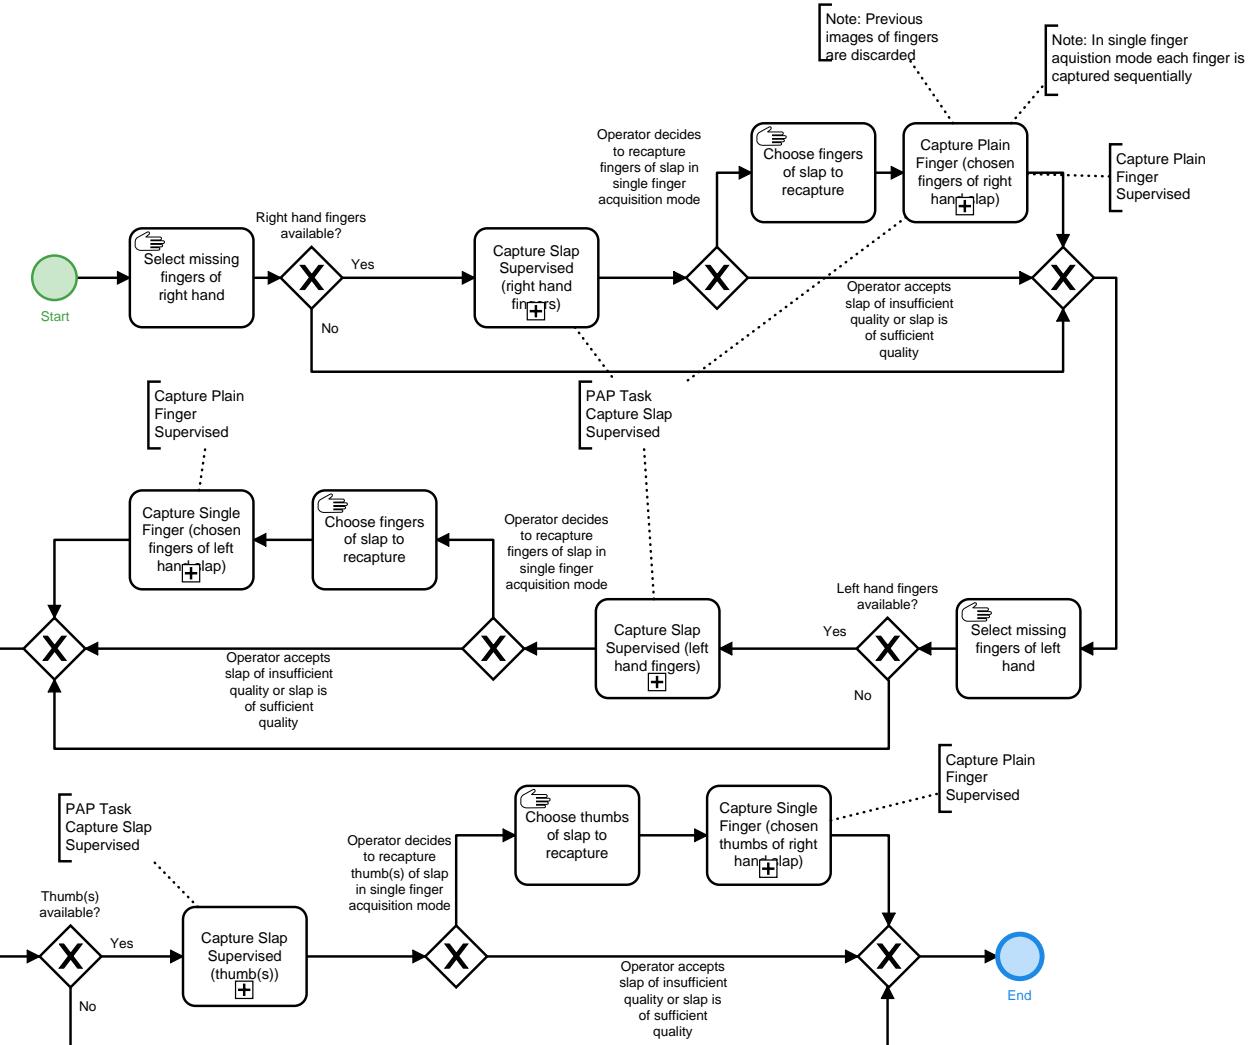 Note: Previous
images of fingers
are discarded
Note: In single finger
aquistion mode each finger is
captured sequentially
Operator decides
to recapture
fingers of slap in
single finger
acquisition mode
Choose fingers
of slap to
recapture
Capture Plain
Finger (chosen
fingers of right
hand slap)
Capture Plain
Finger
Supervised
Start
Select missing
fingers of
right hand
Right hand fingers
available?
Yes
No
Capture Slap
Supervised
(right hand
fingers)
Operator accepts
slap of insufficient
quality or slap is
of sufficient
quality
Capture Plain
Finger
Supervised
PAP Task
Capture Slap
Supervised
Capture Single
Finger (chosen
fingers of left
hand slap)
Choose fingers
of slap to
recapture
Operator decides
to recapture
fingers of slap in
single finger
acquisition mode
Operator accepts
slap of insufficient
quality or slap is
of sufficient
quality
Capture Slap
Supervised (left
hand fingers)
Left hand fingers
available?
Yes
No
Select missing
fingers of left
hand
PAP Task
Capture Slap
Supervised
Thumb(s)
available?
Yes
No
Capture Slap
Supervised
(thumb(s))
Operator decides
to recapture
thumb(s) of slap
in single finger
acquisition mode
Choose thumbs
of slap to
recapture
Capture Single
Finger (chosen
thumbs of right
hand slap)
Capture Plain
Finger
Supervised
Operator accepts
slap of insufficient
quality or slap is
of sufficient
quality
End